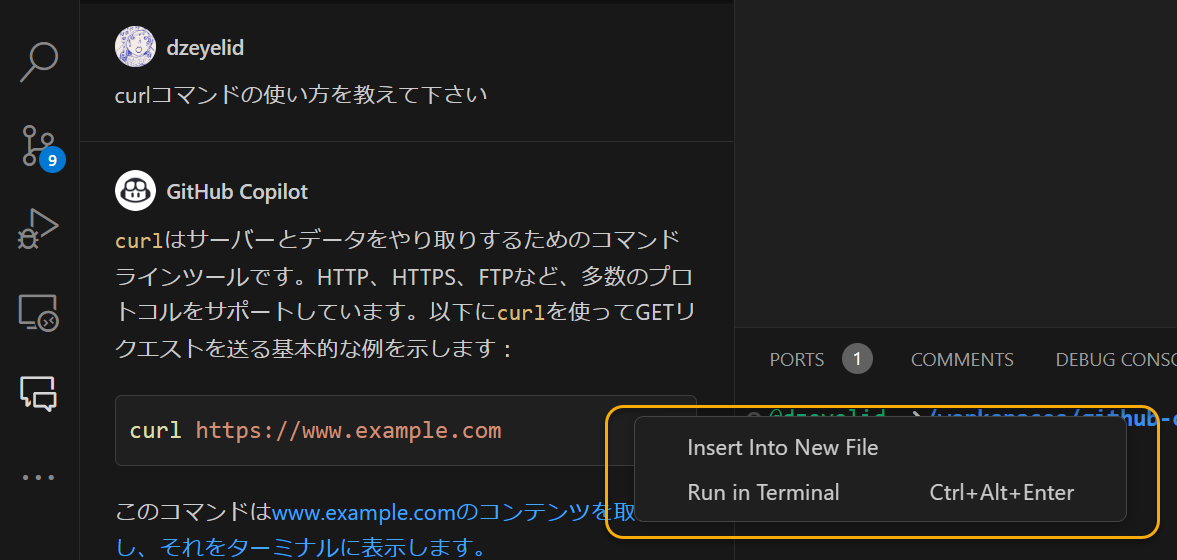 dzeyelid
curlコマンドの使い方を教えて下さい
9
GitHub Copilot
curlはサーバーとデータをやり取りするためのコマンド
ラインツールです。HTTP、HTTPS、FTPなど、多数のプロ
トコルをサポートしています。以下にcurlを使ってGETリ
クエストを送る基本的な例を示します：
curl https://www.example.com
このコマンドはwww.example.comのコンテンツを取
し、それをターミナルに表示します。
PORTS 1 COMMENTS DEBUG CONSO
@dzeyelid
Insert Into New File
Run in Terminal Ctrl+Alt+Enter